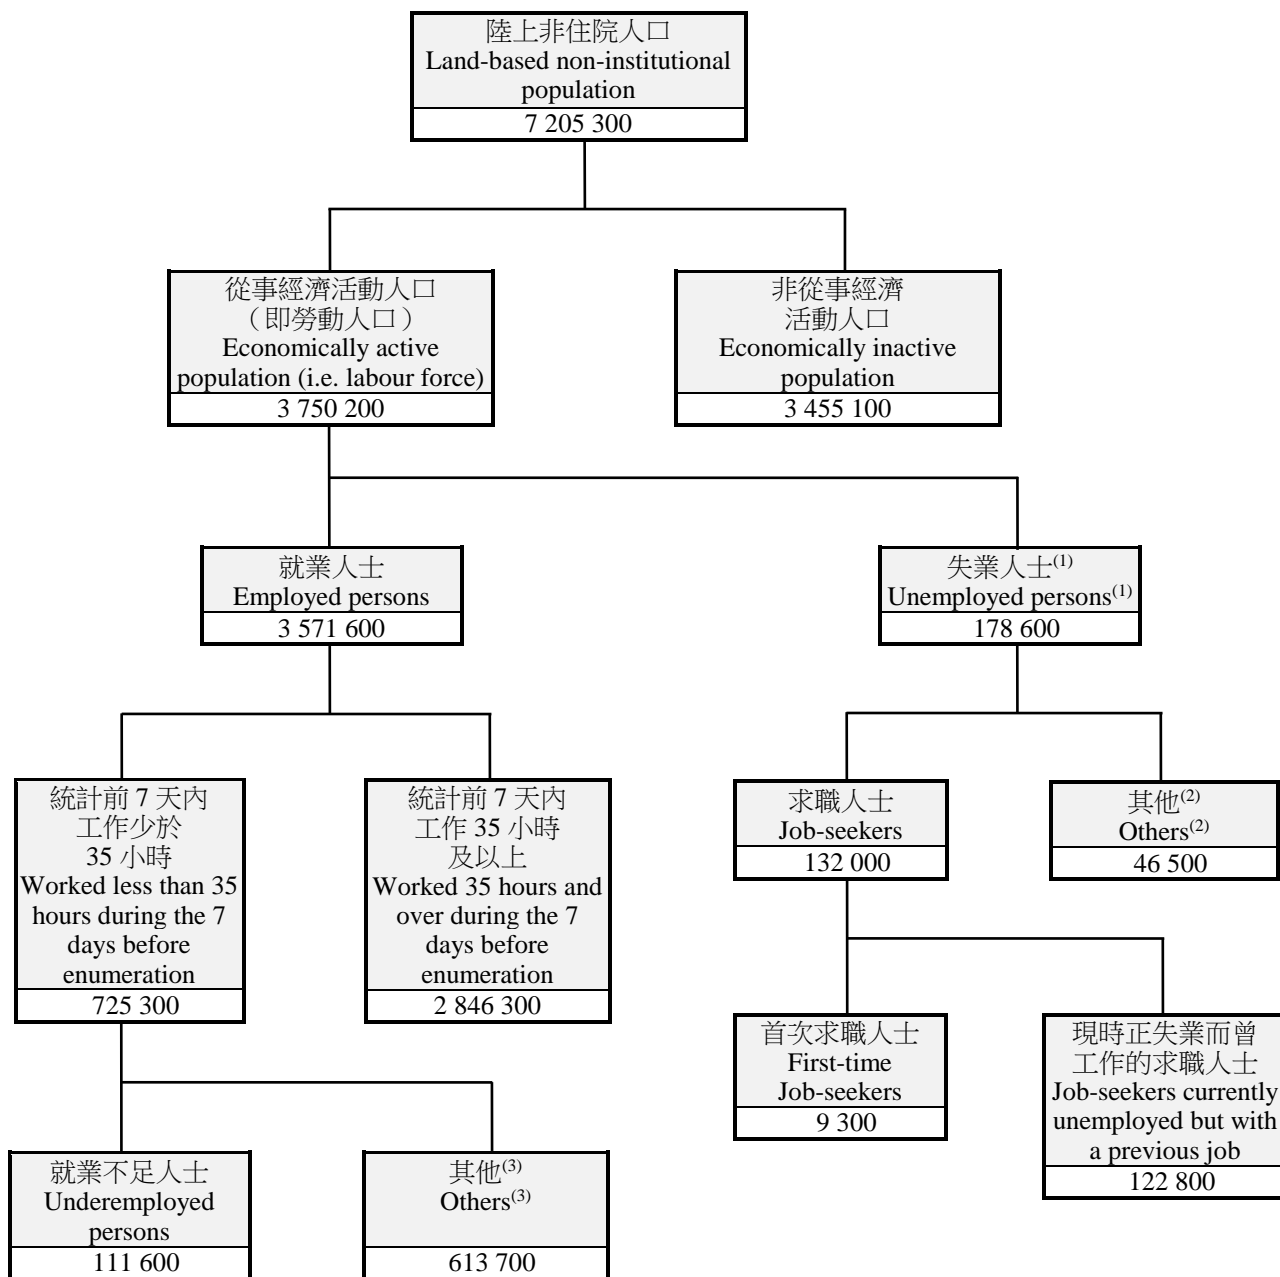 陸上非住院人口
Land-based non-institutional
population
7 205 300
從事經濟活動人口
（即勞動人口）
Economically active
population (i.e. labour force)
3 750 200
非從事經濟
活動人口
Economically inactive
population
3 455 100
就業人士
Employed persons
3 571 600
失業人士(1)
Unemployed persons(1)
178 600
統計前 7 天內
工作少於
35 小時
Worked less than 35
hours during the 7
days before
enumeration
725 300
統計前 7 天內
工作 35 小時
及以上
Worked 35 hours and
over during the 7
days before
enumeration
2 846 300
求職人士
Job-seekers
132 000
其他(2)
Others(2)
46 500
首次求職人士
First-time
Job-seekers
9 300
現時正失業而曾
工作的求職人士
Job-seekers currently
unemployed but with
a previous job
122 800
就業不足人士
Underemployed
persons
111 600
其他(3)
Others(3)
613 700